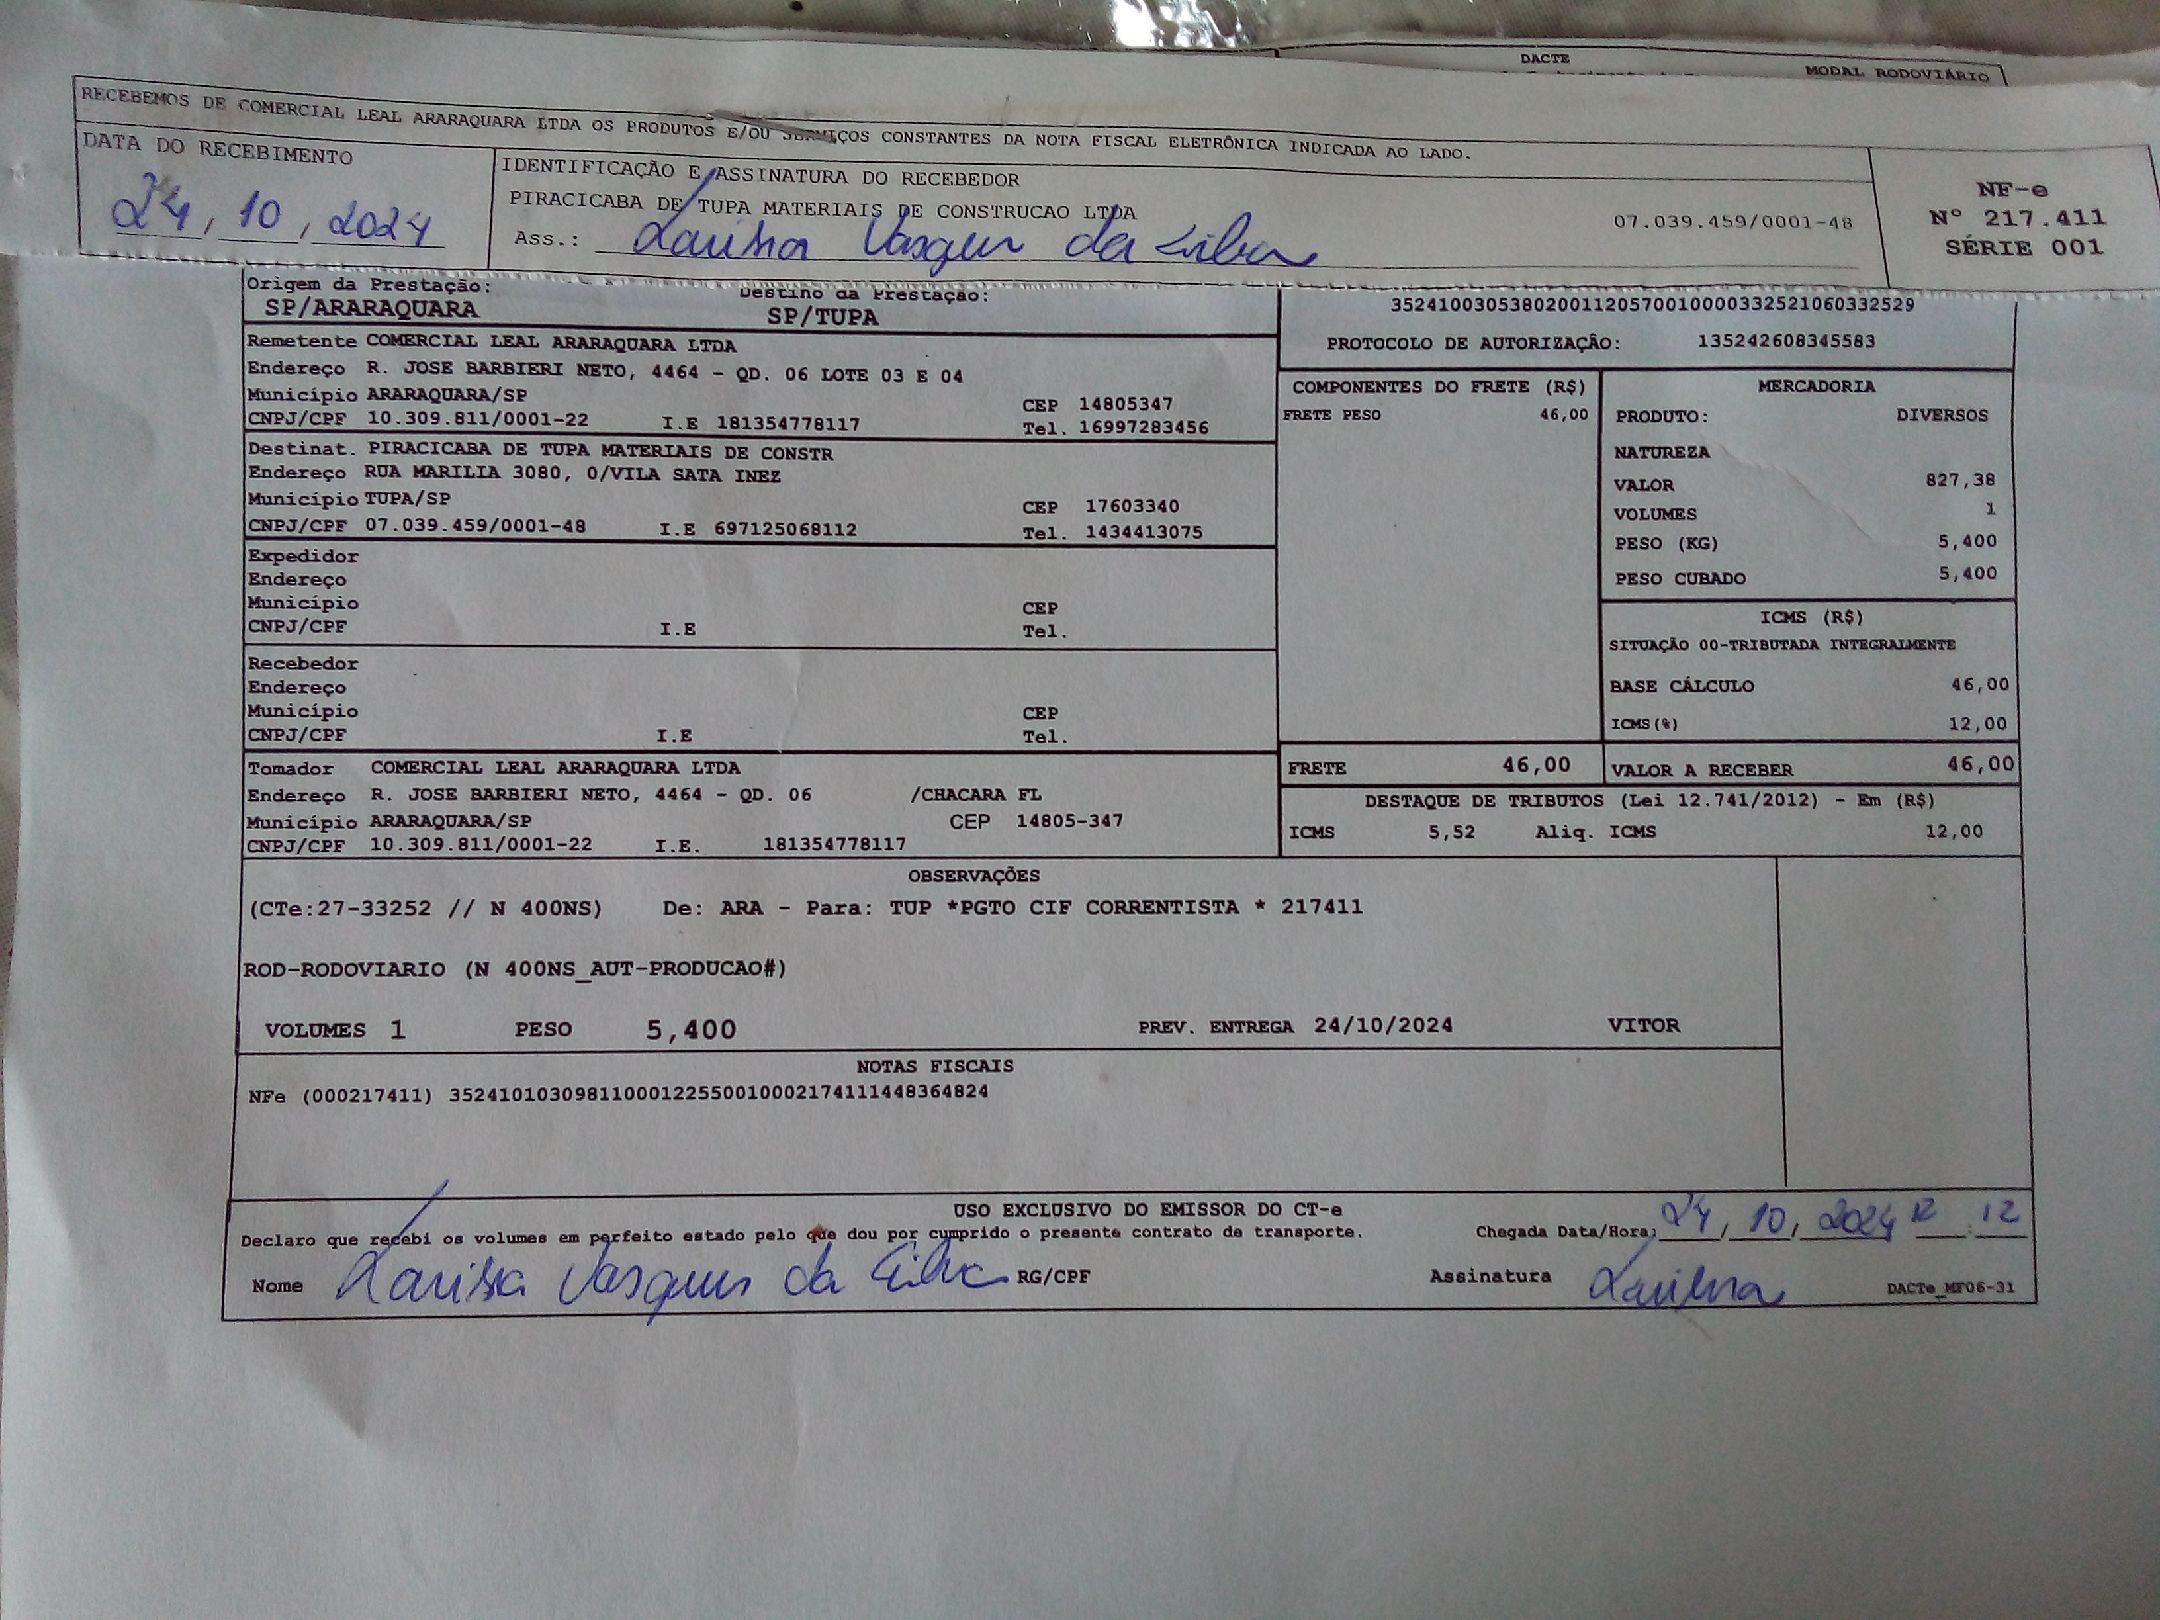 DACTE
MODAL RODOVIÁRIO
RECEBEMOS DE COMERCIAL LEAL ARARAQUARA LTDA OS PRODUTOS E/OU SERVIÇOS CONSTANTES DA NOTA FISCAL ELETRÔNICA INDICADA AO LADO.
DATA DO RECEBIMENTO
24, 10, 2024
IDENTIFICAÇÃO E ASSINATURA DO RECEBEDOR
PIRACICABA DE TUPA MATERIAIS DE CONSTRUCAO LTDA 07.039.459/0001-48
Ass.: Larissa Vasques da Silva
NF-e
Nº 217.411
SÉRIE 001
Origem da Prestação: Destino da Prestação:
SP/ARARAQUARA SP/TUPA
35241003053802001120570010000332521060332529
PROTOCOLO DE AUTORIZAÇÃO: 135242608345583
Remetente COMERCIAL LEAL ARARAQUARA LTDA
Endereço R. JOSE BARBIERI NETO, 4464 - QD. 06 LOTE 03 E 04
Município ARARAQUARA/SP CEP 14805347
CNPJ/CPF 10.309.811/0001-22 I.E 181354778117 Tel. 16997283456
Destinat. PIRACICABA DE TUPA MATERIAIS DE CONSTR
Endereço RUA MARILIA 3080, 0/VILA SATA INEZ
Município TUPA/SP CEP 17603340
CNPJ/CPF 07.039.459/0001-48 I.E 697125068112 Tel. 1434413075
Expedidor
Endereço
Município CEP
CNPJ/CPF I.E Tel.
Recebedor
Endereço
Município CEP
CNPJ/CPF I.E Tel.
Tomador COMERCIAL LEAL ARARAQUARA LTDA
Endereço R. JOSE BARBIERI NETO, 4464 - QD. 06 /CHACARA FL
Município ARARAQUARA/SP CEP 14805-347
CNPJ/CPF 10.309.811/0001-22 I.E. 181354778117
COMPONENTES DO FRETE (R$)
FRETE PESO 46,00
MERCADORIA
PRODUTO: DIVERSOS
NATUREZA
VALOR 827,38
VOLUMES 1
PESO (KG) 5,400
PESO CUBADO 5,400
ICMS (R$)
SITUAÇÃO 00-TRIBUTADA INTEGRALMENTE
BASE CÁLCULO 46,00
ICMS(%) 12,00
FRETE 46,00 VALOR A RECEBER 46,00
DESTAQUE DE TRIBUTOS (Lei 12.741/2012) - Em (R$)
ICMS 5,52 Aliq. ICMS 12,00
OBSERVAÇÕES
(CTe:27-33252 // N 400NS) De: ARA - Para: TUP *PGTO CIF CORRENTISTA * 217411
ROD-RODOVIARIO (N 400NS_AUT-PRODUCAO#)
VOLUMES 1 PESO 5,400 PREV. ENTREGA 24/10/2024 VITOR
NOTAS FISCAIS
NFe (000217411) 35241010309811000122550010002174111448364824
USO EXCLUSIVO DO EMISSOR DO CT-e
Declaro que recebi os volumes em perfeito estado pelo que dou por cumprido o presente contrato de transporte. Chegada Data/Hora: 24, 10, 2024 12 : 12
Nome Larissa Vasques da Silva RG/CPF Assinatura Larissa DACTe_MF06-31